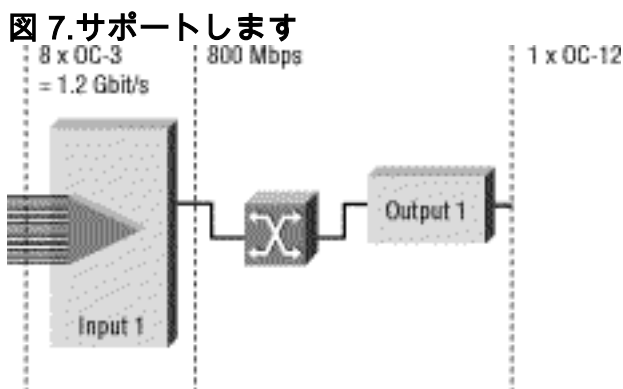 図 7.サポートします
8 x OC-3
= 1.2 Gbit/s
800 Mbps
1 x OC-12
Input 1
Output 1